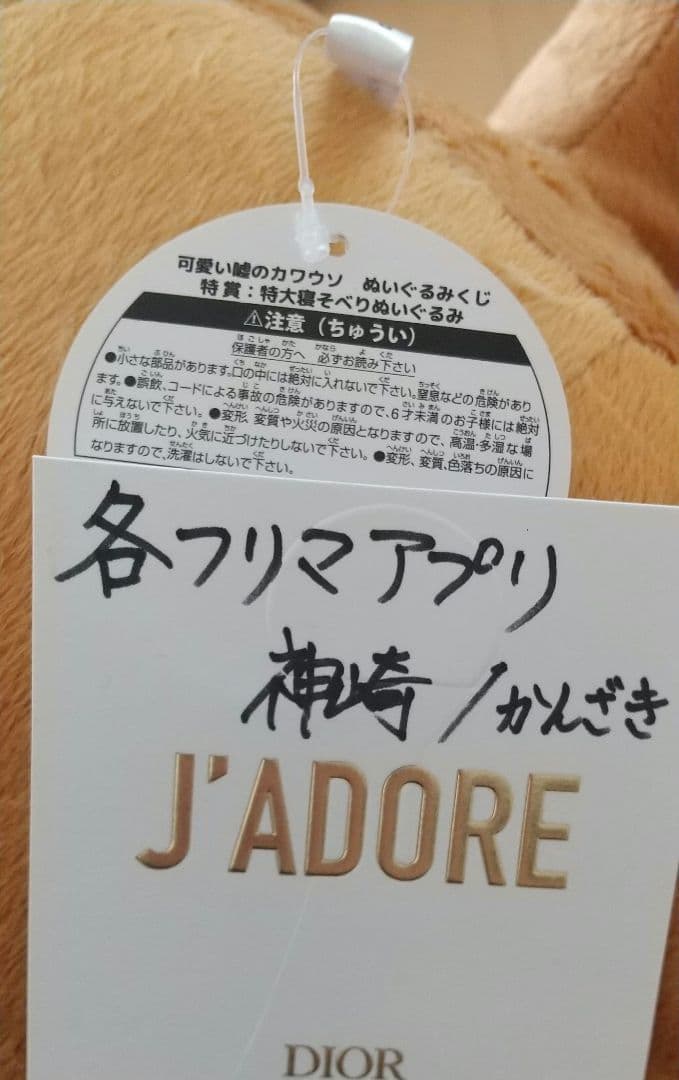 可愛い嘘のカワウソ　ぬいぐるみくじ
特賞：特大寝そべりぬいぐるみ
⚠注意（ちゅうい）
保護者の方へ　必ずお読み下さい
●小さな部品があります。口の中には絶対に入れないで下さい。窒息などの危険があり
ます。●誤飲、コードによる事故の危険がありますので、6才未満のお子様には絶対
に与えないで下さい。●変形、変質や火災の原因となりますので、高温・多湿な場
所に放置したり、火気に近づけたりしないで下さい。●変形、変質、色落ちの原因に
なりますので、洗濯はしないで下さい。
各フリマアプリ
神崎/かんざき
J'ADORE
DIOR